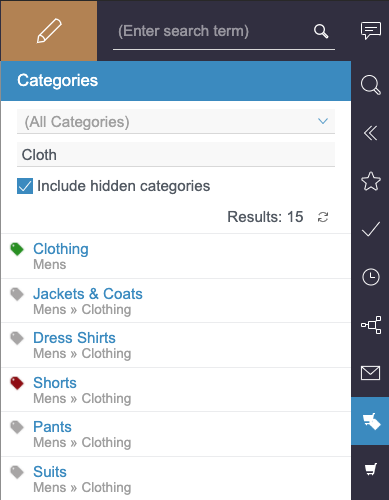 (Enter search term)
Categories
(All Categories)
Cloth
Include hidden categories
Results: 15
Clothing
Mens
Jackets & Coats
Mens » Clothing
Dress Shirts
Mens » Clothing
Shorts
Mens » Clothing
Pants
Mens » Clothing
Suits
Mens » Clothing